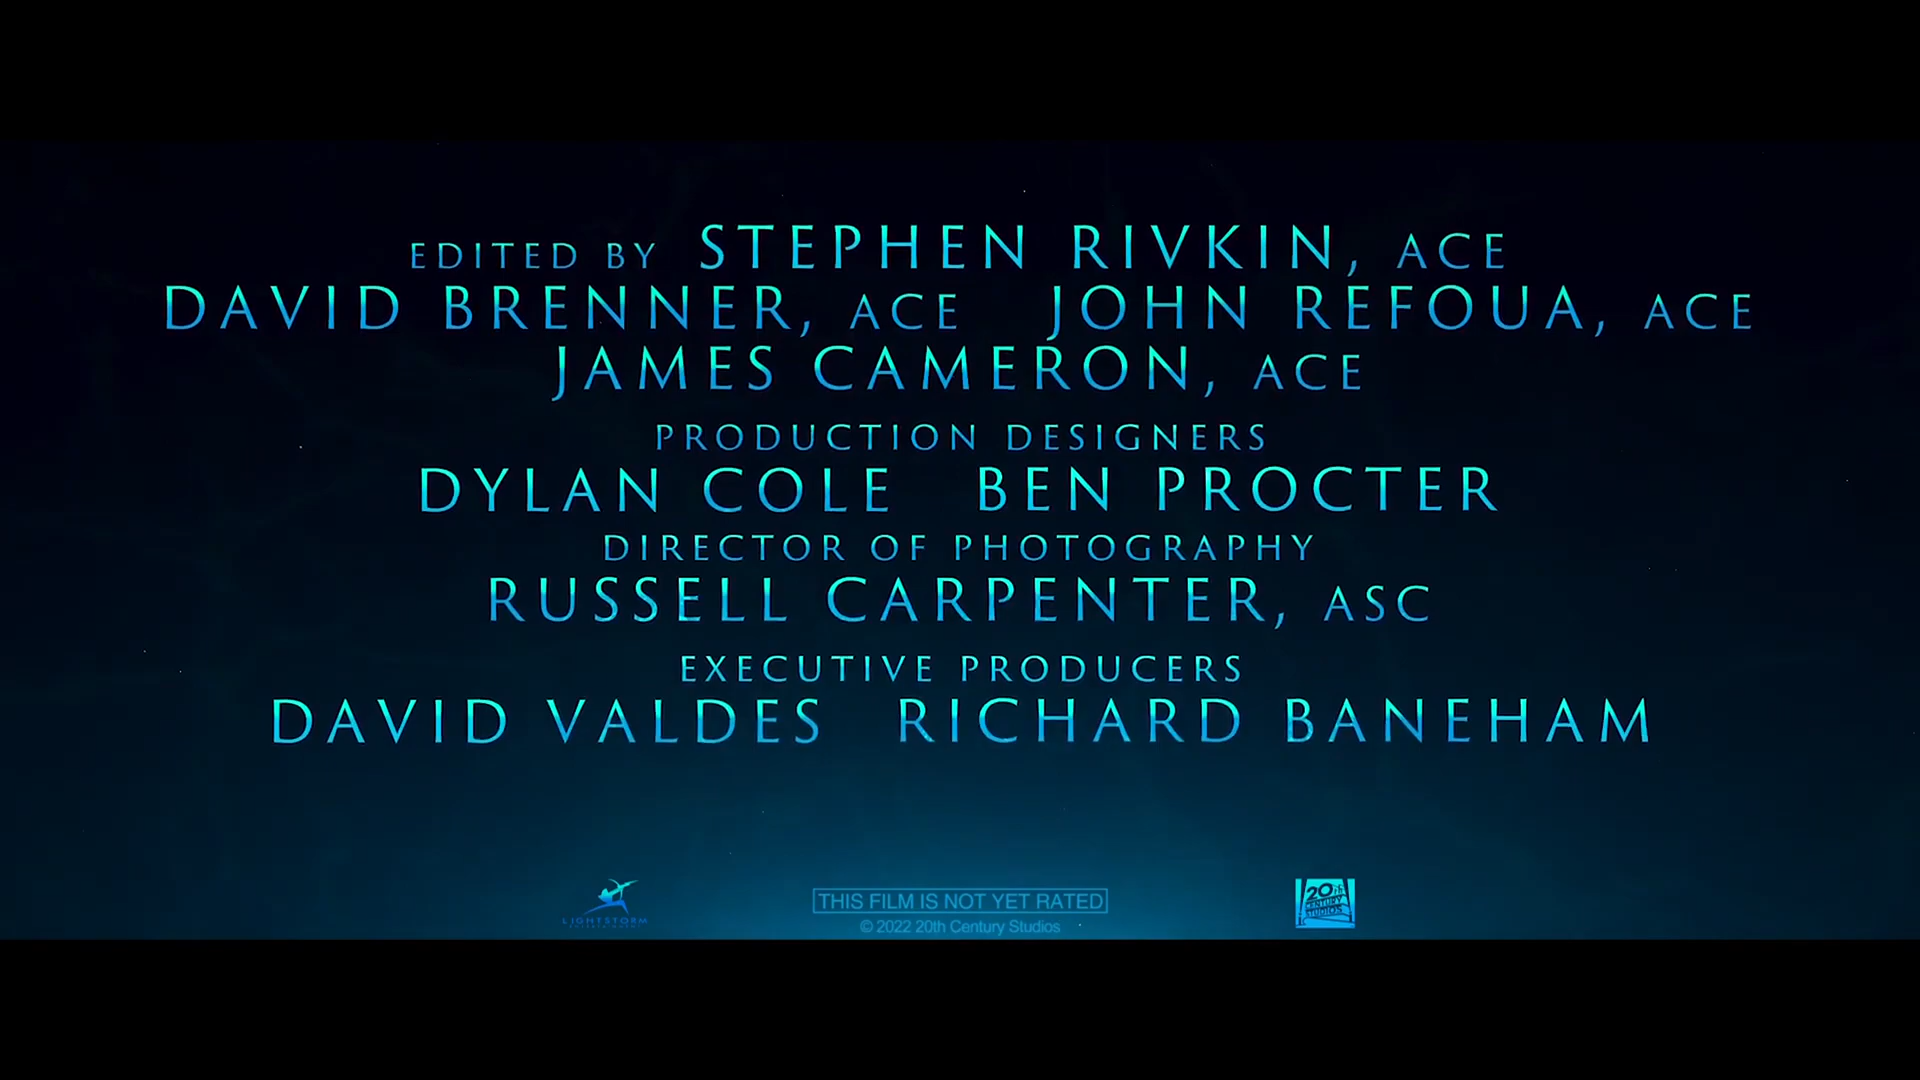 EDITED BY STEPHEN RIVKIN, ACE
DAVID BRENNER, ACE JOHN REFOUA, ACE
JAMES CAMERON, ACE
PRODUCTION DESIGNERS
DYLAN COLE BEN PROCTER
DIRECTOR OF PHOTOGRAPHY
RUSSELL CARPENTER, ASC
EXECUTIVE PRODUCERS
DAVID VALDES RICHARD BANEHAM
LIGHTSTORM
THIS FILM IS NOT YET RATED
© 2022 20th Century Studios
20th
CENTURY
STUDIOS